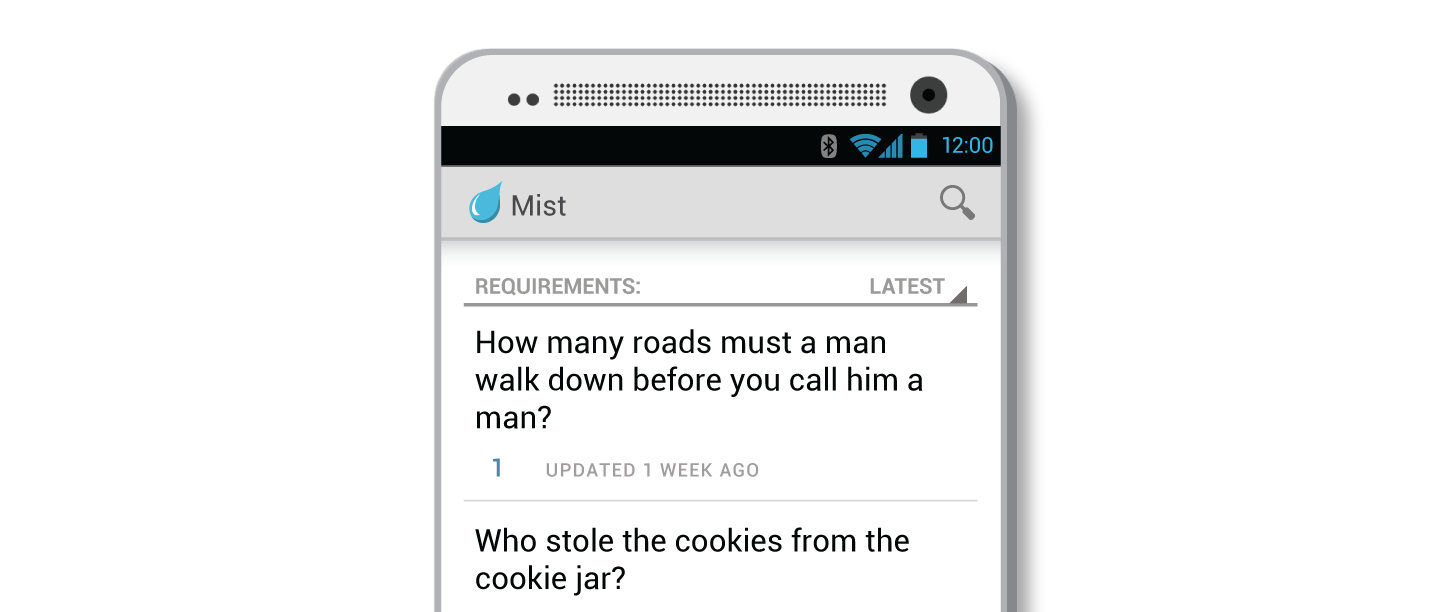 12:00
Mist
REQUIREMENTS: LATEST
How many roads must a man
walk down before you call him a
man?
1 UPDATED 1 WEEK AGO
Who stole the cookies from the
cookie jar?